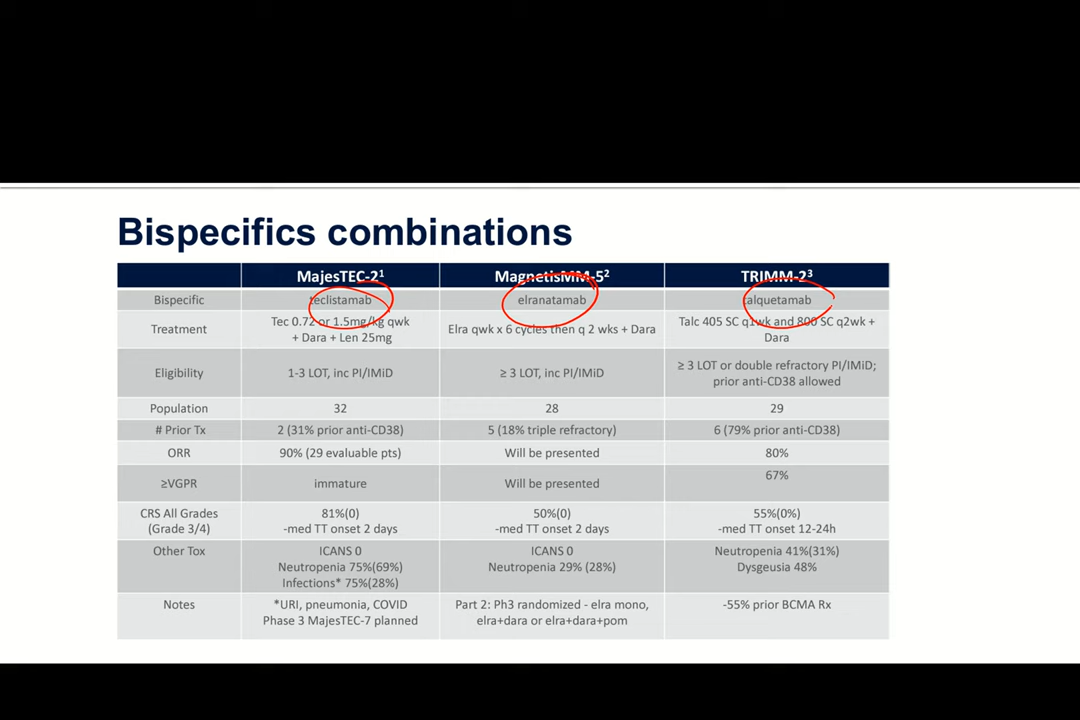 Bispecifics combinations
MajesTEC-2¹ MagnetisMM-5² TRIMM-2³
Bispecific teclistamab elranatamab talquetamab
Treatment Tec 0.72 or 1.5mg/kg qwk + Dara + Len 25mg Elra qwk x 6 cycles then q 2 wks + Dara Talc 405 SC q1wk and 800 SC q2wk + Dara
Eligibility 1-3 LOT, inc PI/IMiD ≥ 3 LOT, inc PI/IMiD ≥ 3 LOT or double refractory PI/IMiD; prior anti-CD38 allowed
Population 32 28 29
# Prior Tx 2 (31% prior anti-CD38) 5 (18% triple refractory) 6 (79% prior anti-CD38)
ORR 90% (29 evaluable pts) Will be presented 80%
≥VGPR immature Will be presented 67%
CRS All Grades (Grade 3/4) 81%(0) -med TT onset 2 days 50%(0) -med TT onset 2 days 55%(0%) -med TT onset 12-24h
Other Tox ICANS 0 Neutropenia 75%(69%) Infections* 75%(28%) ICANS 0 Neutropenia 29% (28%) Neutropenia 41%(31%) Dysgeusia 48%
Notes *URI, pneumonia, COVID Phase 3 MajesTEC-7 planned Part 2: Ph3 randomized - elra mono, elra+dara or elra+dara+pom -55% prior BCMA Rx